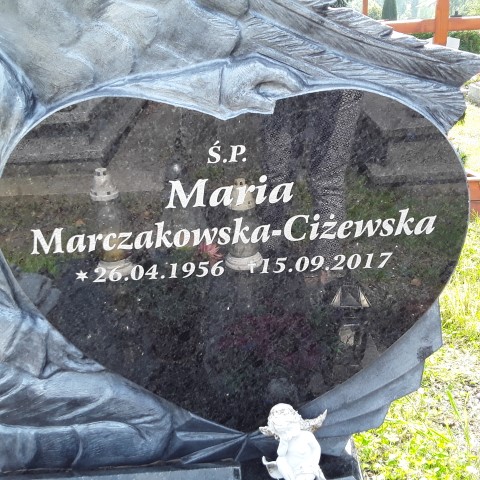 Ś.P.
Maria
Marczakowska-Ciżewska
*26.04.1956 †15.09.2017